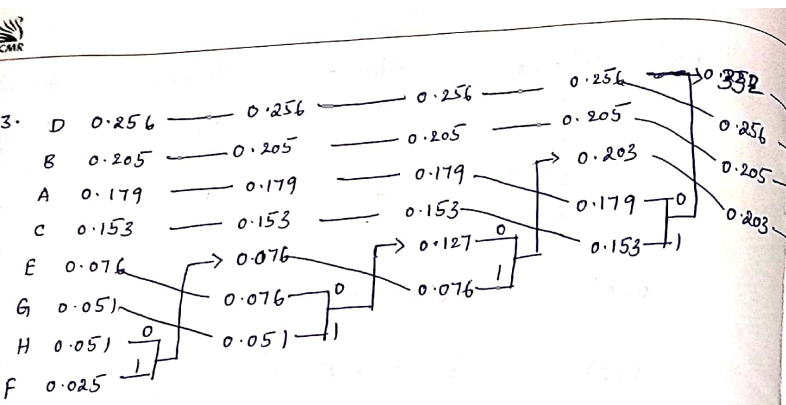 CMR
3. D 0.256 0.256 0.256 0.256 0.332
B 0.205 0.205 0.205 0.205 0.256
A 0.179 0.179 0.179 0.203 0.205
C 0.153 0.153 0.153 0.179 0 0.203
E 0.076 0.076 0.127 0 0.153 1
G 0.051 0.076 0 0.076 1
H 0.051 0 0.051 1
F 0.025 1